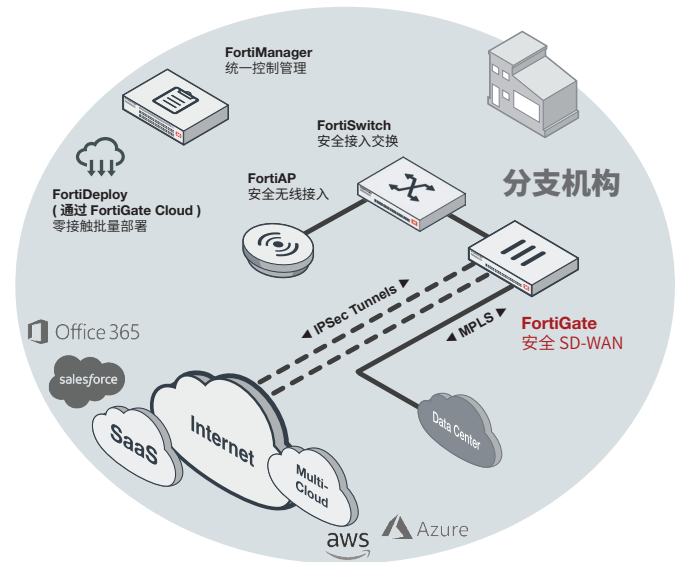 FortiManager
统一控制管理
FortiSwitch
安全接入交换
FortiAP
安全无线接入
分支机构
FortiDeploy
( 通过 FortiGate Cloud )
零接触批量部署
◀ IPSec Tunnels ▶
◀ MPLS ▶
FortiGate
安全 SD-WAN
Office 365
salesforce
SaaS
Internet
Multi-
Cloud
Data Center
aws
Azure